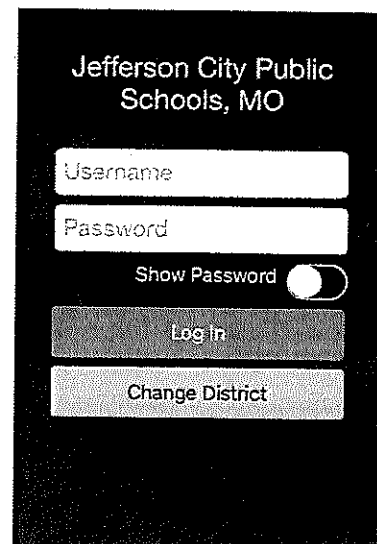 Jefferson City Public
Schools, MO
Username
Password
Show Password
Log In
Change District